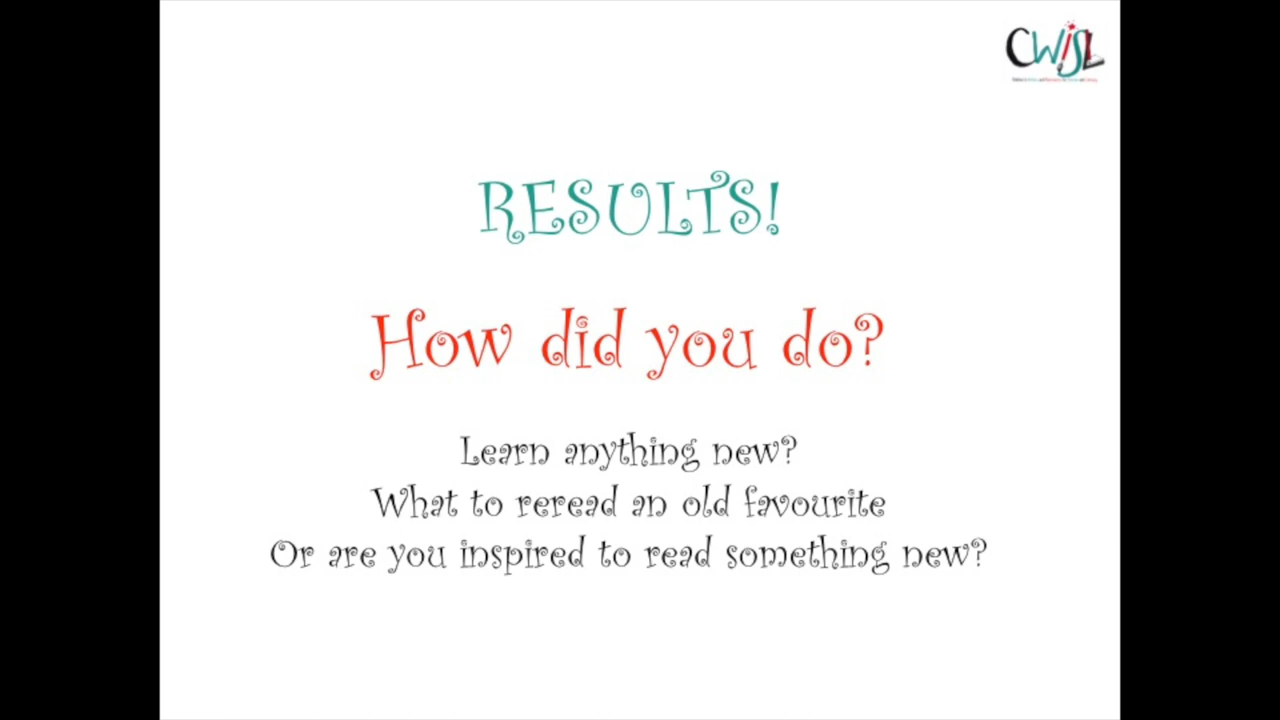 CWISL
RESULTS!
How did you do?
Learn anything new?
What to reread an old favourite
Or are you inspired to read something new?